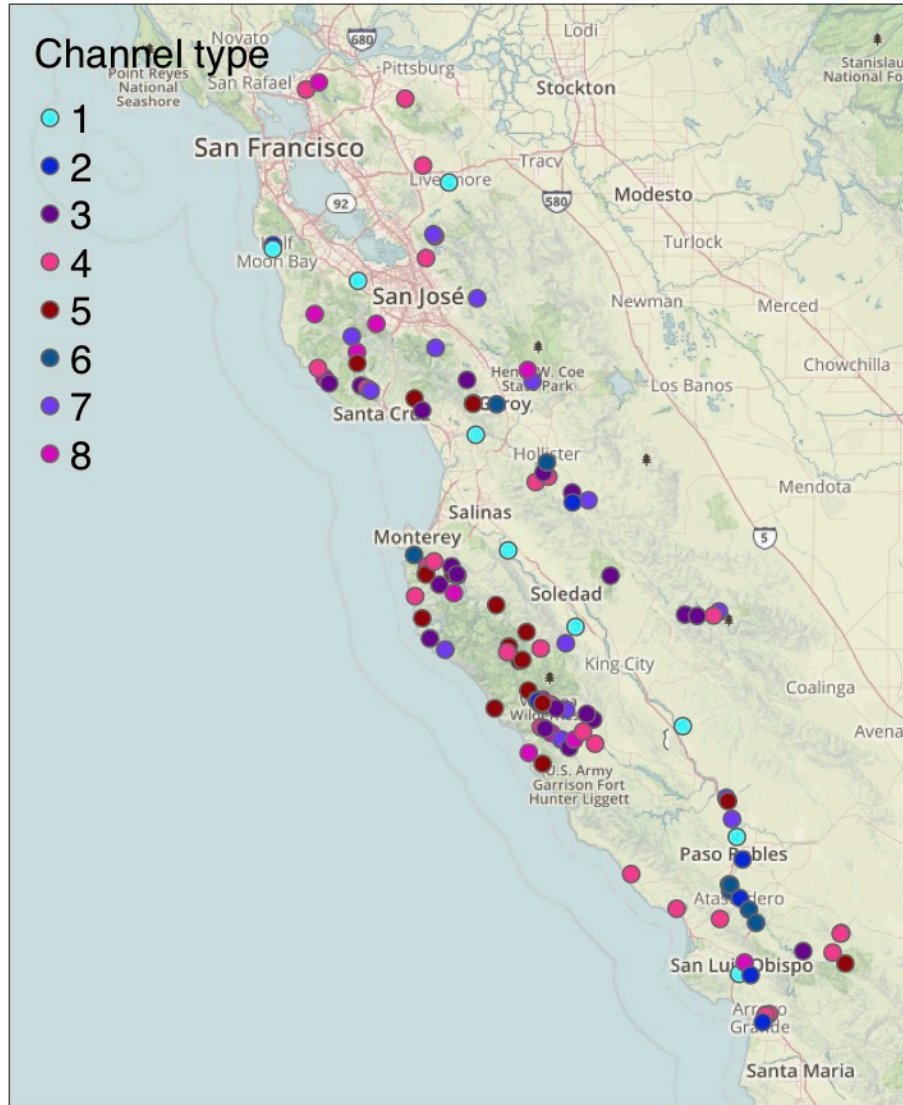 Channel type
1
2
3
4
5
6
7
8
Novato
680
Lodi
Point Reyes
National
Seashore
San Rafael
Pittsburg
Stockton
Stanislau
National Fo
San Francisco
Tracy
Livermore
580
Modesto
92
Half
Moon Bay
Turlock
San José
Newman
Merced
Henry W. Coe
State Park
Chowchilla
Los Banos
Santa Cruz
Gilroy
Hollister
Mendota
Salinas
5
Monterey
Soledad
King City
Coalinga
Ventana
Wilderness
Avena
U.S. Army
Garrison Fort
Hunter Liggett
Paso Robles
Atascadero
San Luis Obispo
Arroyo
Grande
Santa Maria